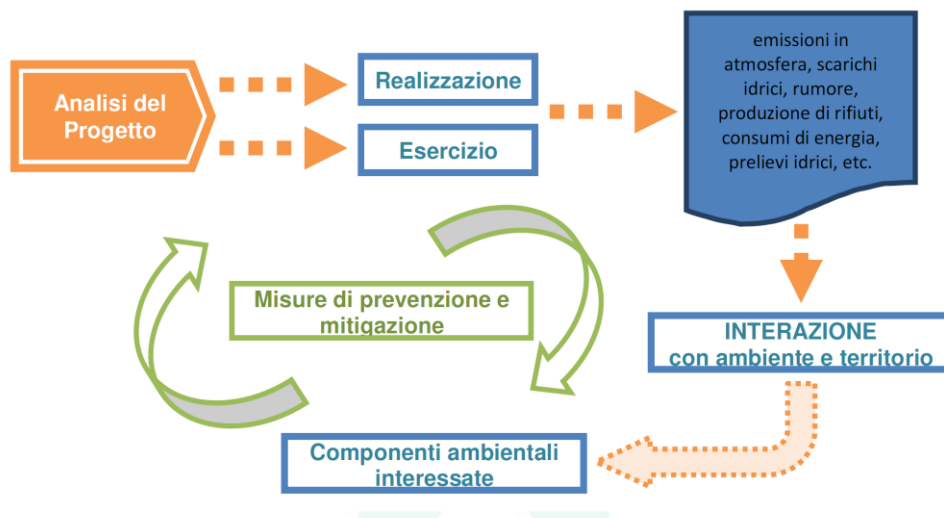 Analisi del
Progetto
Realizzazione
Esercizio
emissioni in
atmosfera, scarichi
idrici, rumore,
produzione di rifiuti,
consumi di energia,
prelievi idrici, etc.
Misure di prevenzione e
mitigazione
INTERAZIONE
con ambiente e territorio
Componenti ambientali
interessate